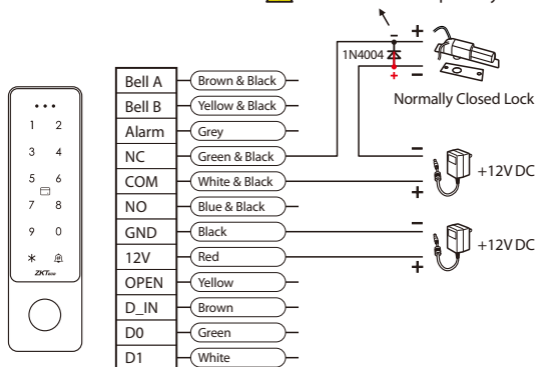 1N4004
Normally Closed Lock
+12V DC
+12V DC
Bell A Brown & Black
Bell B Yellow & Black
Alarm Grey
NC Green & Black
COM White & Black
NO Blue & Black
GND Black
12V Red
OPEN Yellow
D_IN Brown
D0 Green
D1 White
1 2
3 4
5 6
7 8
9 0
*
ZKTeco
- +
+ -
- +
- +